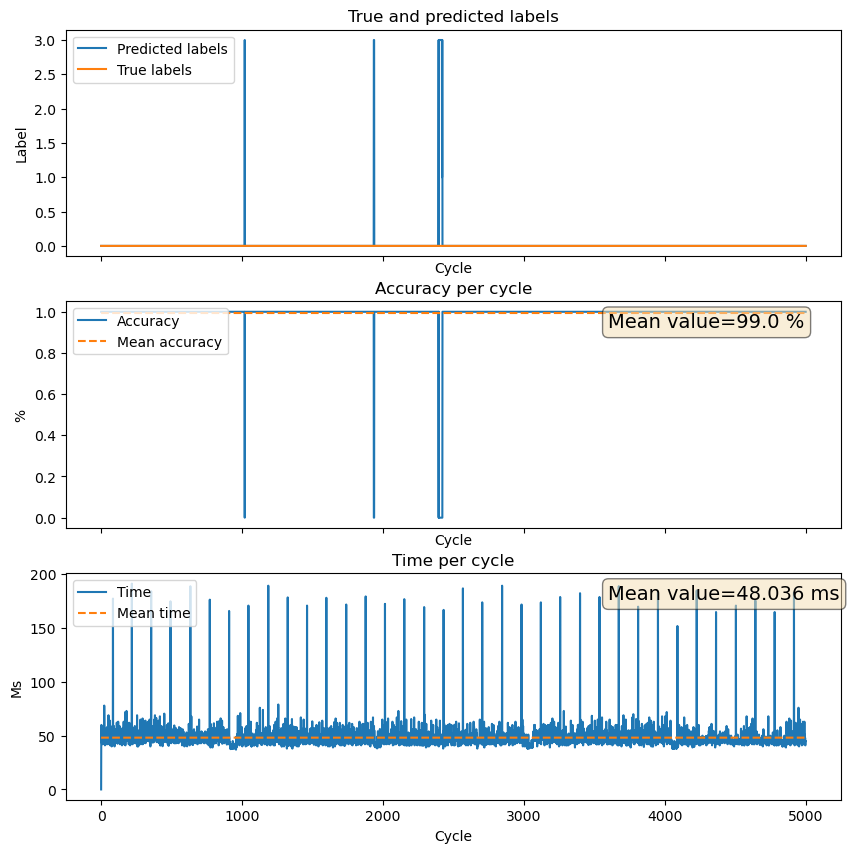 True and predicted labels
3.0
2.5
2.0
1.5
1.0
0.5
0.0
Label
Predicted labels
True labels
Cycle
Accuracy per cycle
1.0
0.8
0.6
0.4
0.2
0.0
%
Accuracy
Mean accuracy
Mean value=99.0 %
Cycle
Time per cycle
200
150
100
50
0
Ms
Time
Mean time
Mean value=48.036 ms
0 1000 2000 3000 4000 5000
Cycle